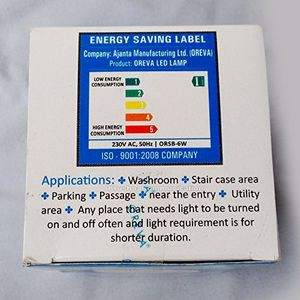 ENERGY SAVING LABEL
Company: Ajanta Manufacturing Ltd. (OREVA)
Product: OREVA LED LAMP
LOW ENERGY
CONSUMPTION
1
1
2
3
4
HIGH ENERGY
CONSUMPTION
5
230V AC, 50Hz | ORSB-6W
ISO - 9001:2008 COMPANY
Applications: ✤ Washroom ✤ Stair case area
✤ Parking ✤ Passage ✤ near the entry ✤ Utility
area ✤ Any place that needs light to be turned
on and off often and light requirement is for
shorter duration.